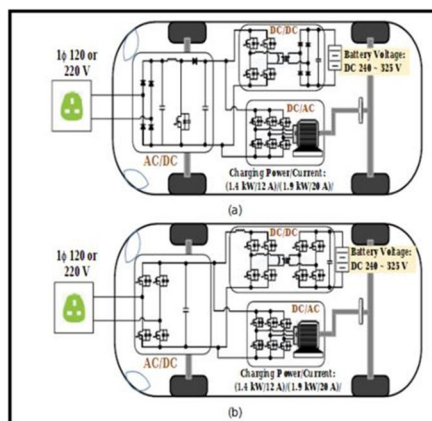 (a)
1ϕ 120 or
220 V
AC/DC
DC/DC
Battery Voltage:
DC 240 ~ 325 V
DC/AC
Charging Power/Current:
(1.4 kW/12 A)/(1.9 kW/20 A)/
(a)
1ϕ 120 or
220 V
AC/DC
DC/DC
Battery Voltage:
DC 240 ~ 325 V
DC/AC
Charging Power/Current:
(1.4 kW/12 A)/(1.9 kW/20 A)/
(b)